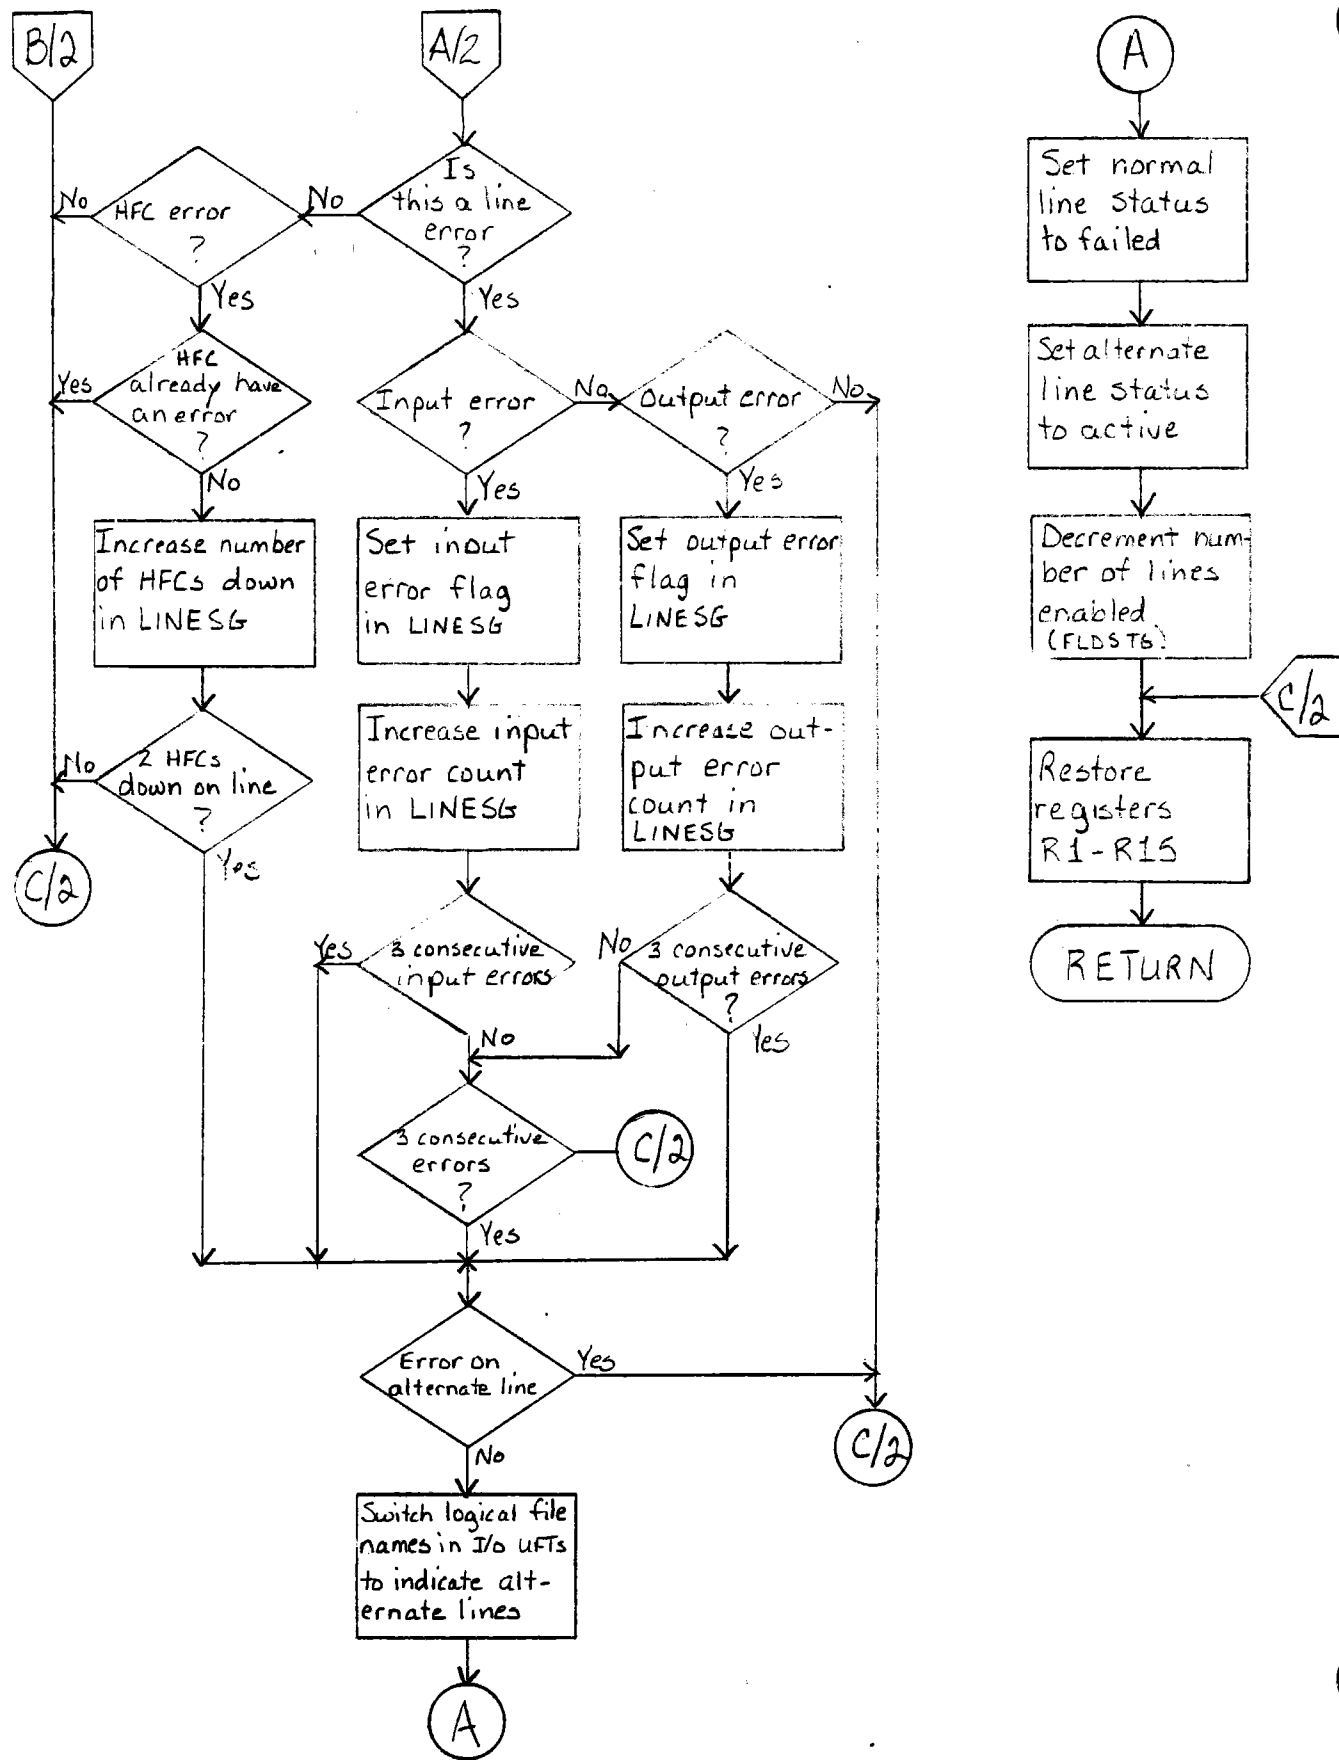 B/2
A/2
Is
this a line
error
?
No
HFC error
?
No
Yes
Yes
HFC
already have
an error
?
Yes
No
Input error
?
No
Output error
?
No
Yes
Yes
Increase number
of HFCs down
in LINESG
Set input
error flag
in LINESG
Set output error
flag in
LINESG
2 HFCs
down on line
?
No
Yes
C/2
Increase input
error count
in LINESG
Increase out-
put error
count in
LINESG
3 consecutive
input errors
Yes
No
3 consecutive
output errors
?
No
Yes
3 consecutive
errors
?
C/2
Yes
Error on
alternate line
Yes
C/2
No
Switch logical file
names in I/O UFTs
to indicate alt-
ernate lines
A
A
Set normal
line status
to failed
Set alternate
line status
to active
Decrement num-
ber of lines
enabled
(FLDSTG)
C/2
Restore
registers
R1-R15
RETURN